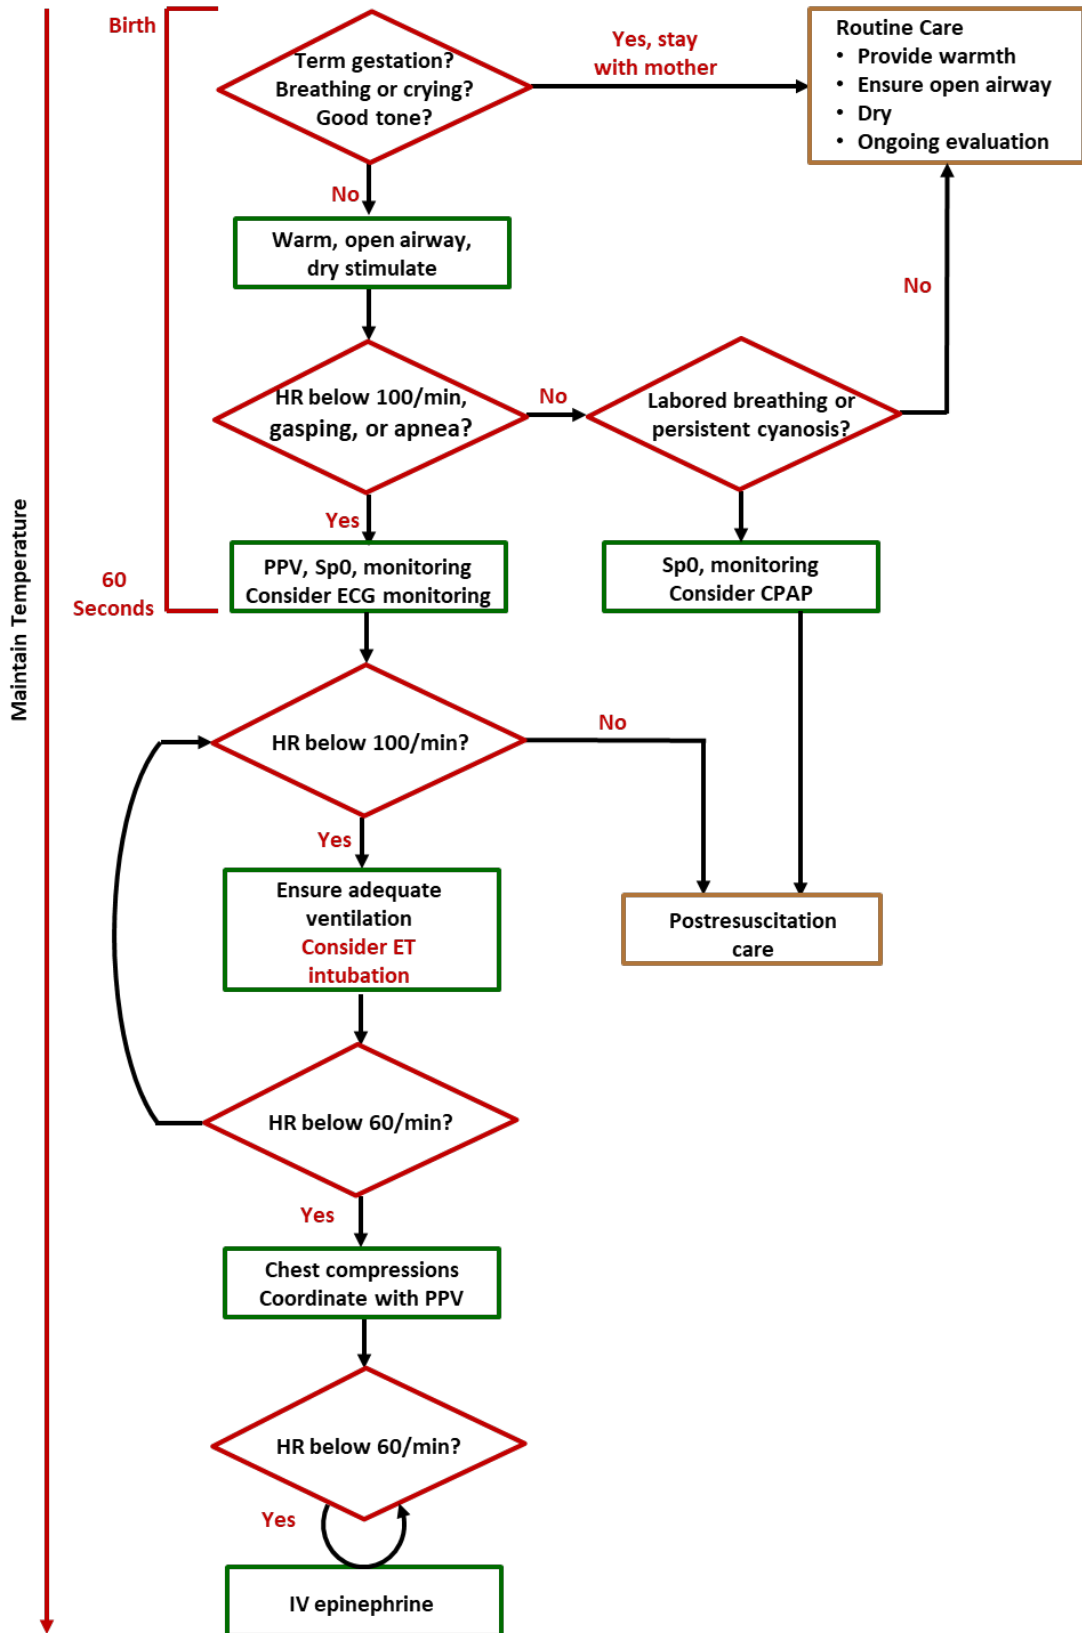 Birth
Term gestation?
Breathing or crying?
Good tone?
Yes, stay
with mother
Routine Care
• Provide warmth
• Ensure open airway
• Dry
• Ongoing evaluation
No
Warm, open airway,
dry stimulate
No
HR below 100/min,
gasping, or apnea?
No
Labored breathing or
persistent cyanosis?
Yes
60
Seconds
PPV, Sp0, monitoring
Consider ECG monitoring
Sp0, monitoring
Consider CPAP
Maintain Temperature
HR below 100/min?
No
Yes
Ensure adequate
ventilation
Consider ET
intubation
Postresuscitation
care
HR below 60/min?
Yes
Chest compressions
Coordinate with PPV
HR below 60/min?
Yes
IV epinephrine